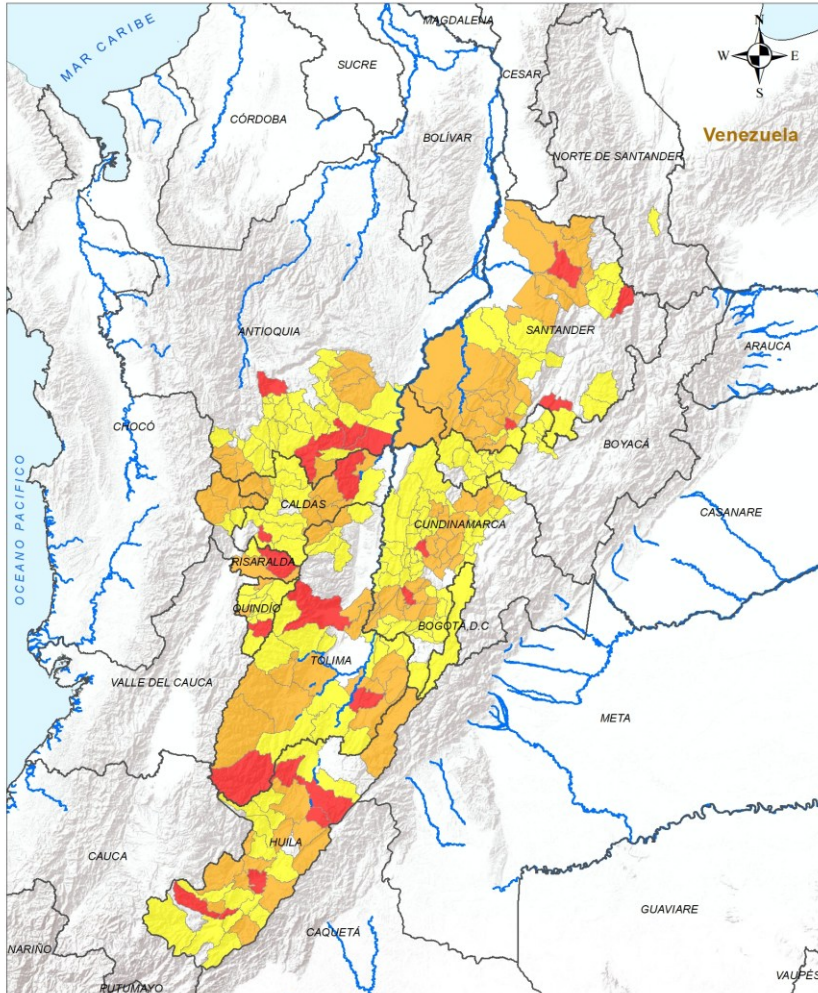 MAGDALENA
N
MAR CARIBE
SUCRE
CESAR
W
E
S
CÓRDOBA
BOLÍVAR
Venezuela
NORTE DE SANTANDER
ANTIOQUIA
SANTANDER
ARAUCA
CHOCÓ
BOYACÁ
OCEANO PACIFICO
CALDAS
CUNDINAMARCA
CASANARE
RISARALDA
QUINDÍO
BOGOTÁ, D.C
TOLIMA
VALLE DEL CAUCA
META
HUILA
CAUCA
GUAVIARE
CAQUETÁ
NARIÑO
PUTUMAYO
VAUPÉS